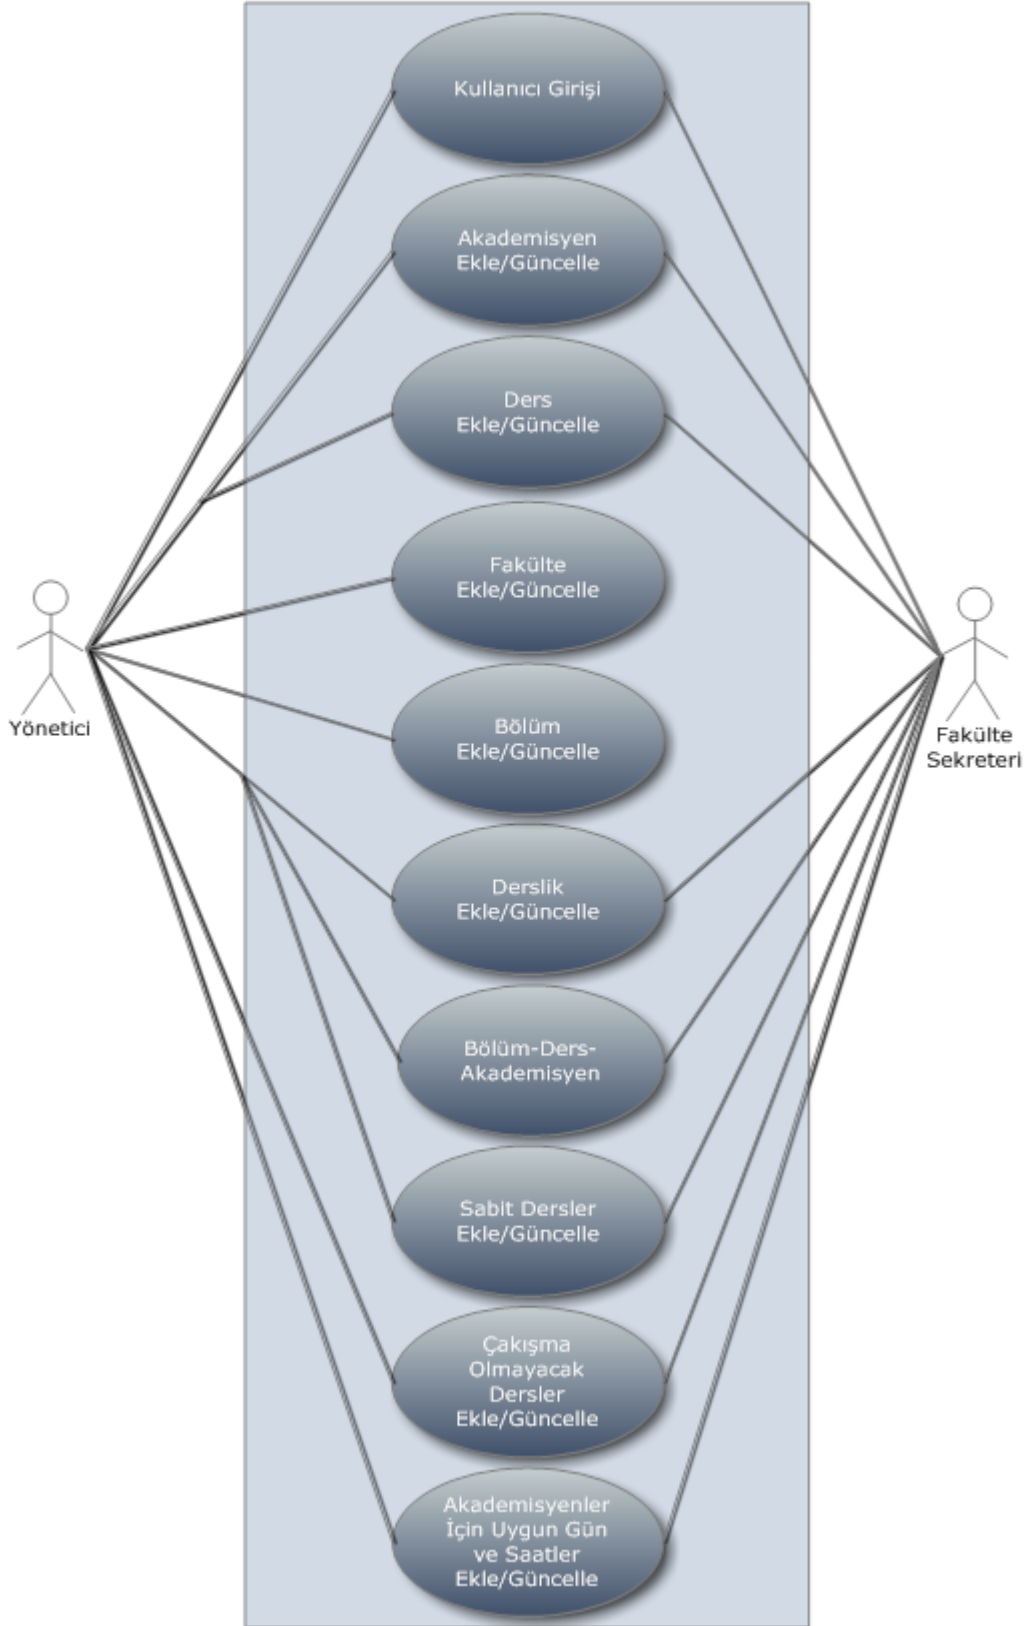 Kullanıcı Girişi
Akademisyen
Ekle/Güncelle
Ders
Ekle/Güncelle
Fakülte
Ekle/Güncelle
Yönetici
Bölüm
Ekle/Güncelle
Fakülte
Sekreteri
Derslik
Ekle/Güncelle
Bölüm-Ders-
Akademisyen
Sabit Dersler
Ekle/Güncelle
Çakışma
Olmayacak
Dersler
Ekle/Güncelle
Akademisyenler
İçin Uygun Gün
ve Saatler
Ekle/Güncelle